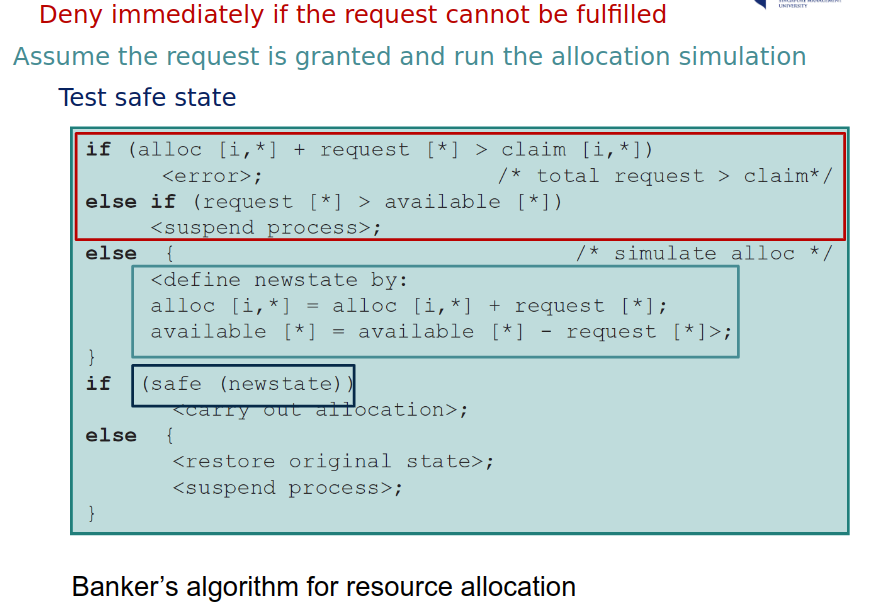 Deny immediately if the request cannot be fulfilled
UNIVERSITY
Assume the request is granted and run the allocation simulation
Test safe state
if (alloc [i,*] + request [*] > claim [i,*])
<error>; /* total request > claim*/
else if (request [*] > available [*])
<suspend process>;
else { /* simulate alloc */
<define newstate by:
alloc [i,*] = alloc [i,*] + request [*];
available [*] = available [*] - request [*]>;
}
if (safe (newstate))
<carry out allocation>;
else {
<restore original state>;
<suspend process>;
}
Banker's algorithm for resource allocation